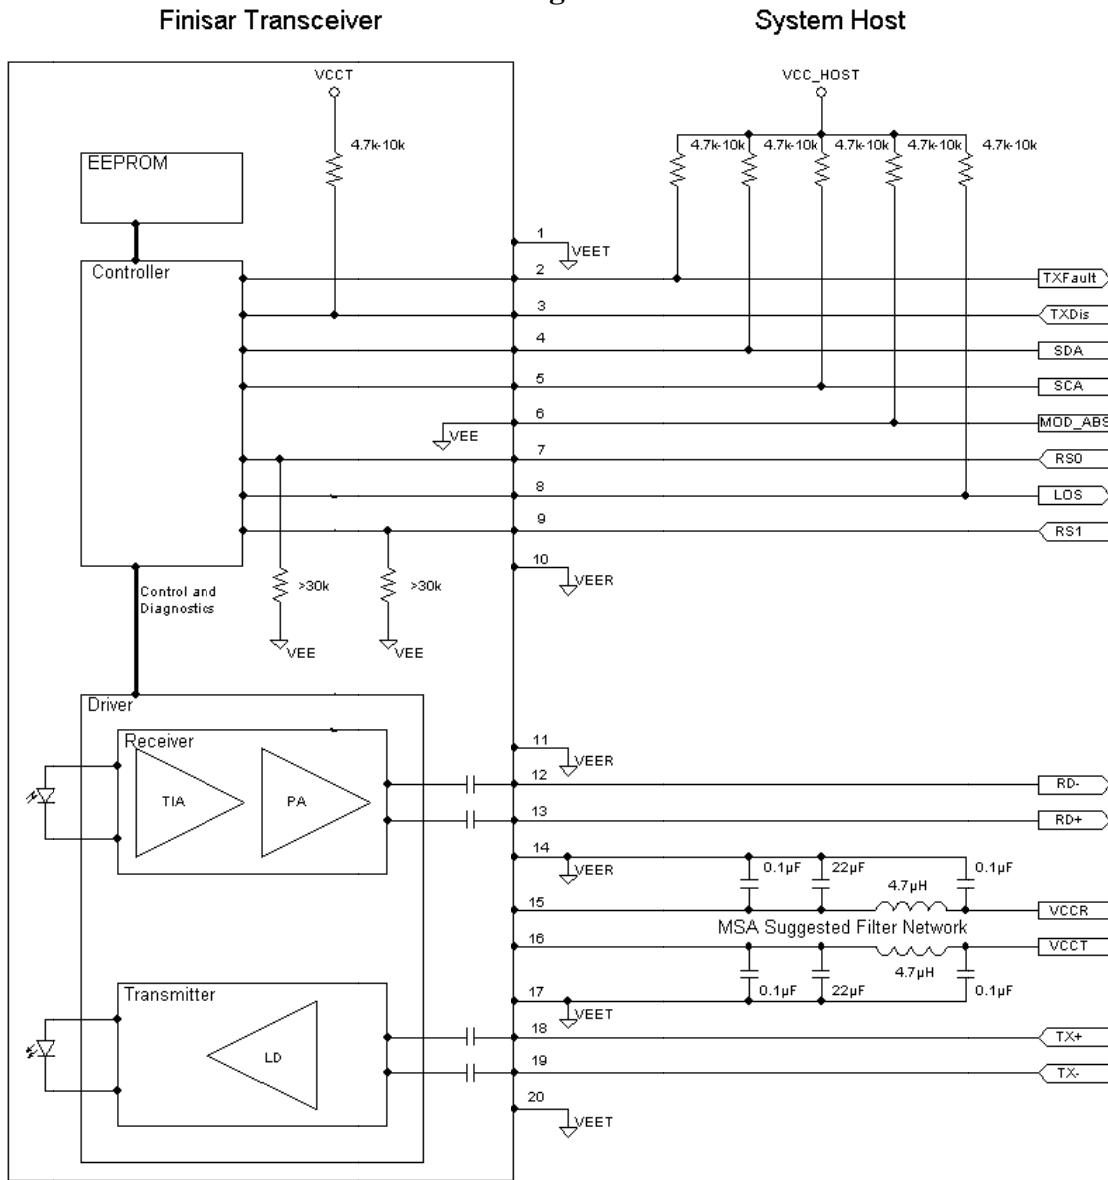 Finisar Transceiver
System Host
VCCT
VCC_HOST
4.7k-10k
4.7k-10k
4.7k-10k
4.7k-10k
4.7k-10k
4.7k-10k
EEPROM
1
VEET
Controller
2
TXFault
3
TXDis
4
SDA
5
SCA
6
MOD_ABS
VEE
7
RS0
8
LOS
9
RS1
10
VEER
>30k
>30k
Control and
Diagnostics
VEE
VEE
Driver
Receiver
11
VEER
12
RD-
TIA
PA
13
RD+
14
VEER
0.1µF
22µF
4.7µH
0.1µF
15
VCCR
MSA Suggested Filter Network
16
VCCT
4.7µH
Transmitter
17
0.1µF
22µF
0.1µF
VEET
18
TX+
LD
19
TX-
20
VEET